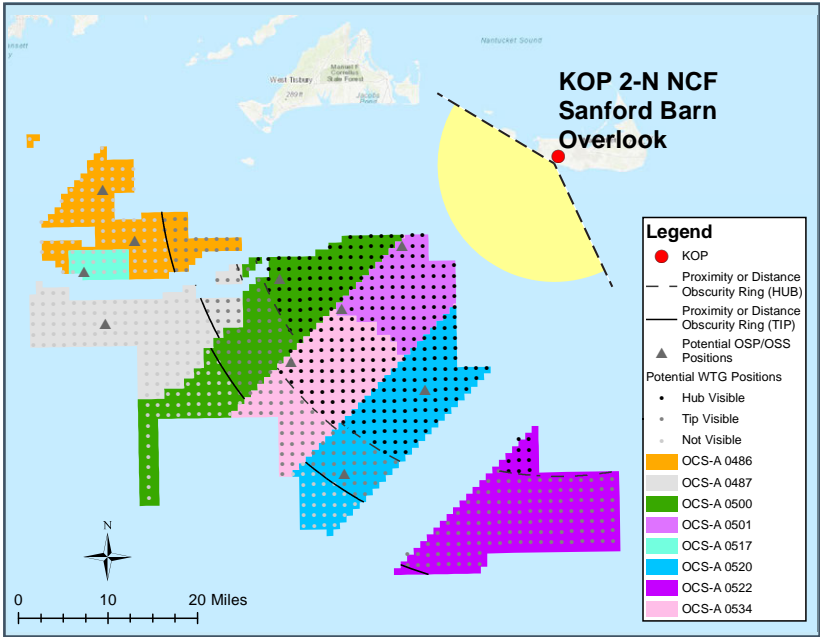 ansett
Nantucket Sound
Manuel F.
Correllus
State Forest
West Tisbury
289 ft
Jacobs
Pond
KOP 2-N NCF
Sanford Barn
Overlook
Legend
KOP
Proximity or Distance
Obscurity Ring (HUB)
Proximity or Distance
Obscurity Ring (TIP)
Potential OSP/OSS
Positions
Potential WTG Positions
Hub Visible
Tip Visible
Not Visible
OCS-A 0486
OCS-A 0487
OCS-A 0500
OCS-A 0501
OCS-A 0517
OCS-A 0520
OCS-A 0522
OCS-A 0534
N
0 10 20 Miles